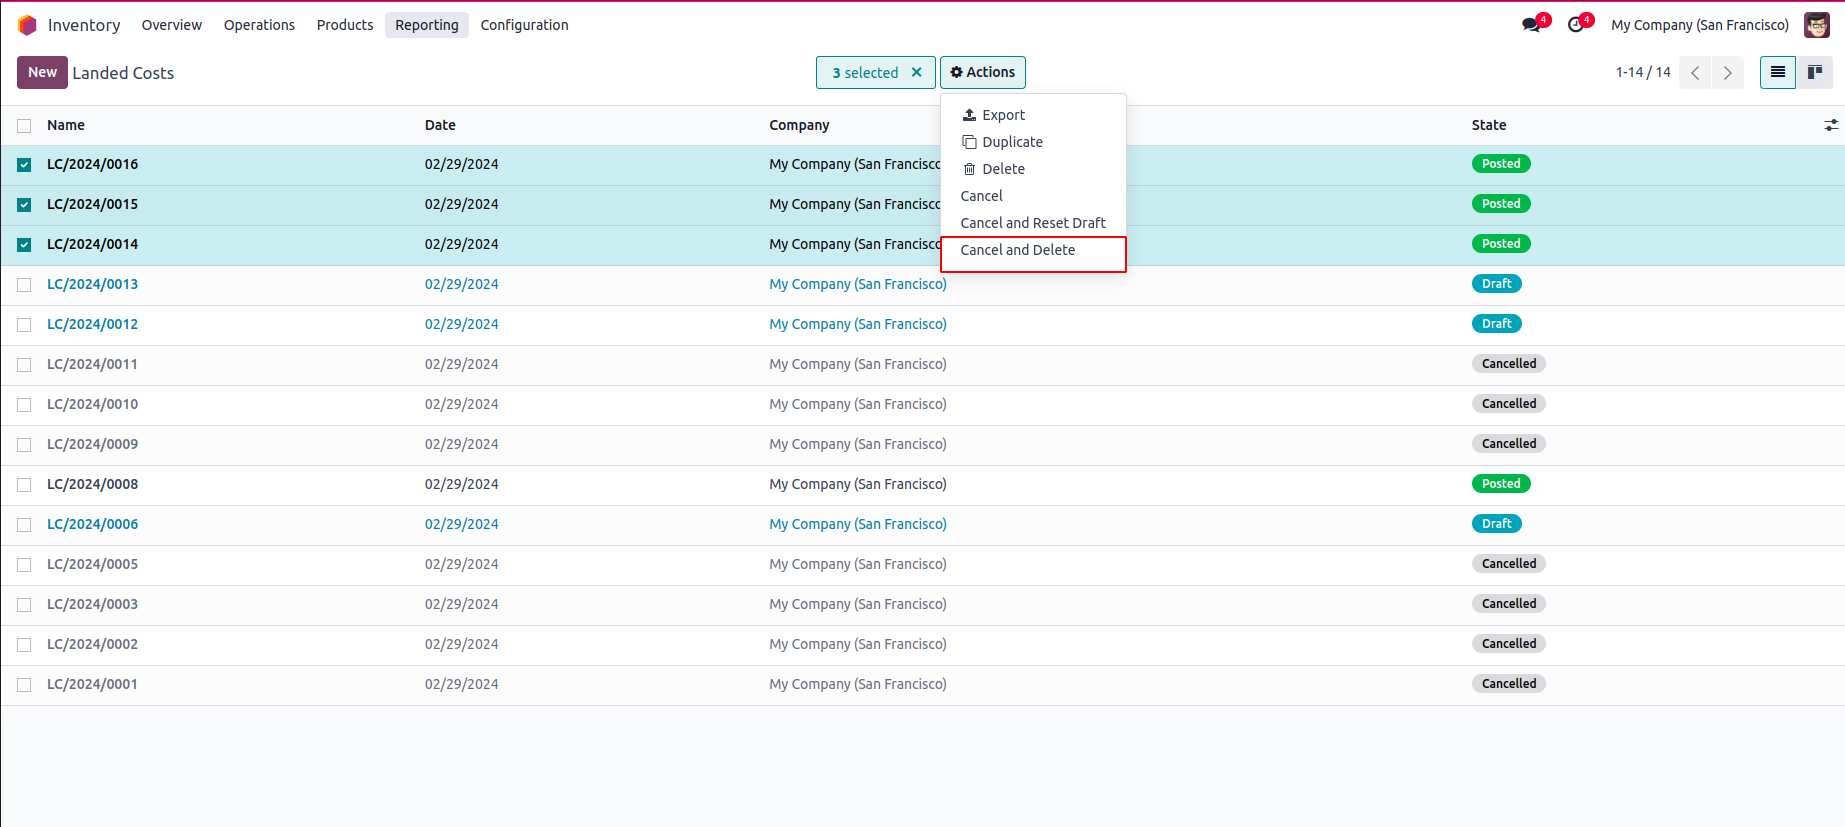 Inventory Overview Operations Products Reporting Configuration 4 4 My Company (San Francisco)
New Landed Costs 3 selected Actions 1-14 / 14
Export
Duplicate
Delete
Cancel
Cancel and Reset Draft
Cancel and Delete
Name Date Company State
LC/2024/0016 02/29/2024 My Company (San Francisco Posted
LC/2024/0015 02/29/2024 My Company (San Francisco Posted
LC/2024/0014 02/29/2024 My Company (San Francisco Posted
LC/2024/0013 02/29/2024 My Company (San Francisco) Draft
LC/2024/0012 02/29/2024 My Company (San Francisco) Draft
LC/2024/0011 02/29/2024 My Company (San Francisco) Cancelled
LC/2024/0010 02/29/2024 My Company (San Francisco) Cancelled
LC/2024/0009 02/29/2024 My Company (San Francisco) Cancelled
LC/2024/0008 02/29/2024 My Company (San Francisco) Posted
LC/2024/0006 02/29/2024 My Company (San Francisco) Draft
LC/2024/0005 02/29/2024 My Company (San Francisco) Cancelled
LC/2024/0003 02/29/2024 My Company (San Francisco) Cancelled
LC/2024/0002 02/29/2024 My Company (San Francisco) Cancelled
LC/2024/0001 02/29/2024 My Company (San Francisco) Cancelled